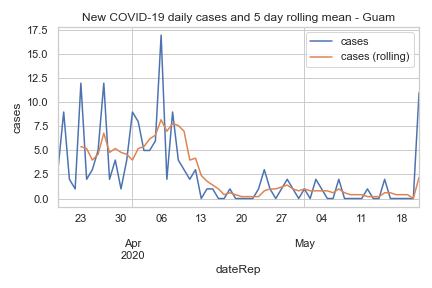 New COVID-19 daily cases and 5 day rolling mean - Guam
cases
cases (rolling)
17.5
15.0
12.5
10.0
7.5
5.0
2.5
0.0
cases
23 30 06 13 20 27 04 11 18
Apr May
2020
dateRep